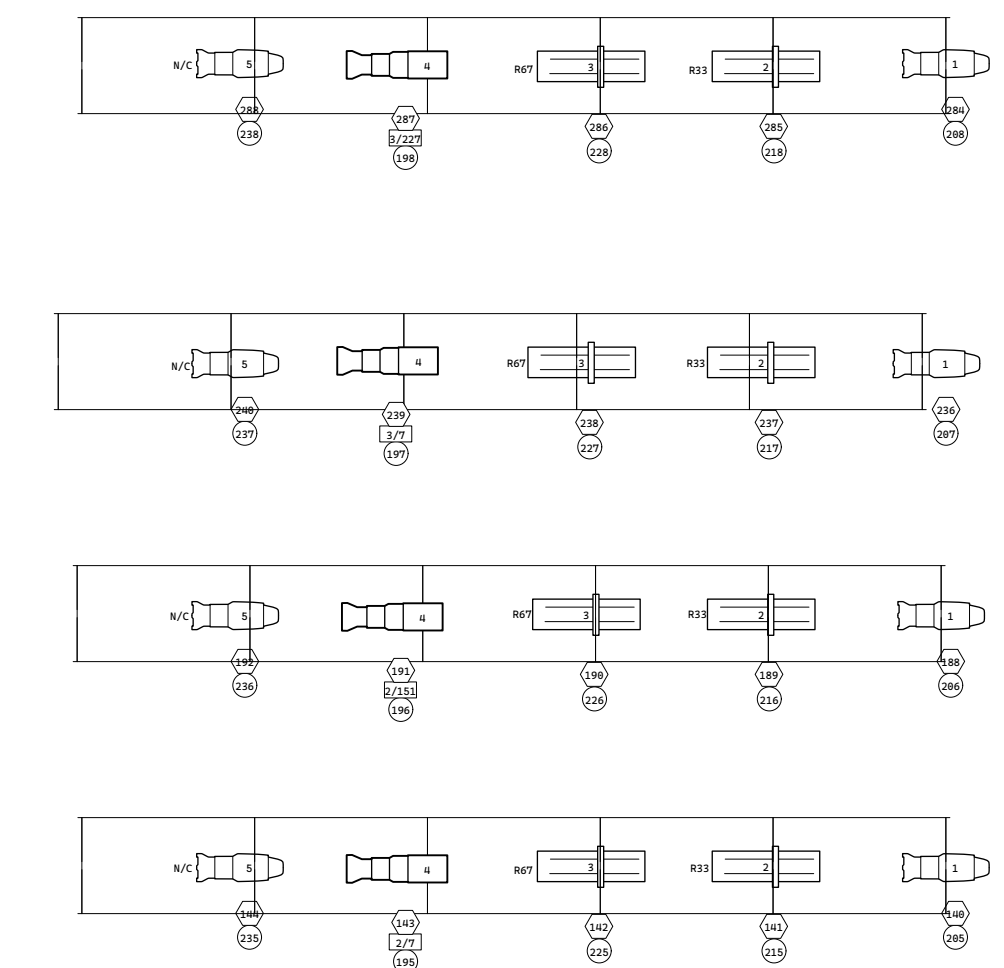 N/C 5 4 R67 3 R33 2 1
288 287 286 285 284
3/227
238 198 228 218 208
N/C 5 4 R67 3 R33 2 1
240 239 238 237 236
3/7
237 197 227 217 207
N/C 5 4 R67 3 R33 2 1
192 191 190 189 188
2/151
236 196 226 216 206
N/C 5 4 R67 3 R33 2 1
144 143 142 141 140
2/7
235 195 225 215 205